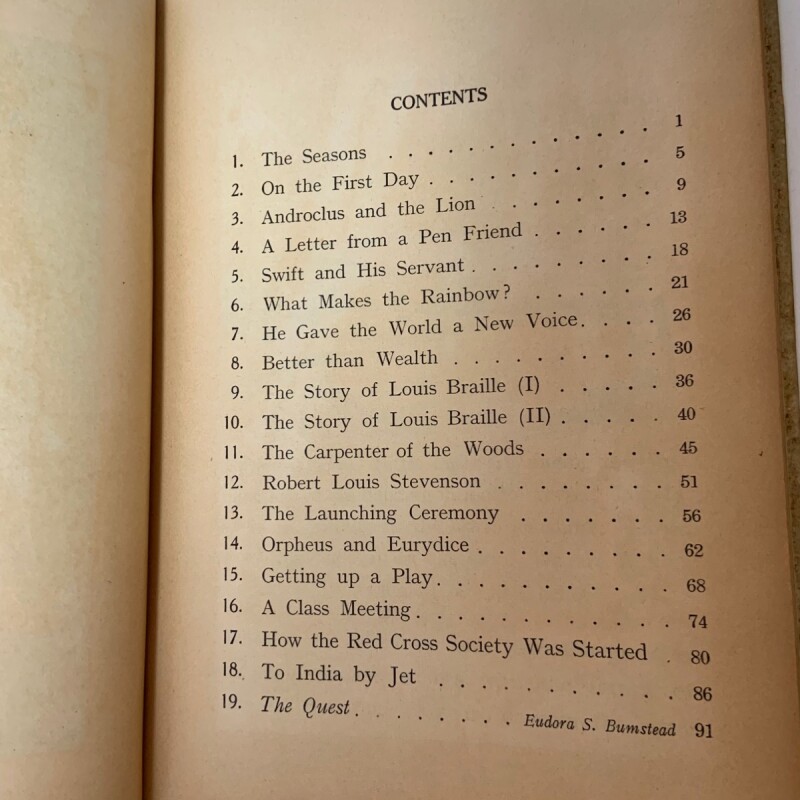 CONTENTS
1. The Seasons . . . . . . . . . . . . 1
2. On the First Day . . . . . . . . . . 5
3. Androclus and the Lion . . . . . . . . 9
4. A Letter from a Pen Friend . . . . . . 13
5. Swift and His Servant . . . . . . . . . 18
6. What Makes the Rainbow? . . . . . . 21
7. He Gave the World a New Voice. . . . 26
8. Better than Wealth . . . . . . . . . . 30
9. The Story of Louis Braille (I) . . . . . 36
10. The Story of Louis Braille (II) . . . . . 40
11. The Carpenter of the Woods . . . . . . 45
12. Robert Louis Stevenson . . . . . . . . 51
13. The Launching Ceremony . . . . . . . 56
14. Orpheus and Eurydice . . . . . . . . . 62
15. Getting up a Play. . . . . . . . . . . 68
16. A Class Meeting. . . . . . . . . . . . 74
17. How the Red Cross Society Was Started . 80
18. To India by Jet . . . . . . . . . . . 86
19. The Quest . . . . . . . . Eudora S. Bumstead 91